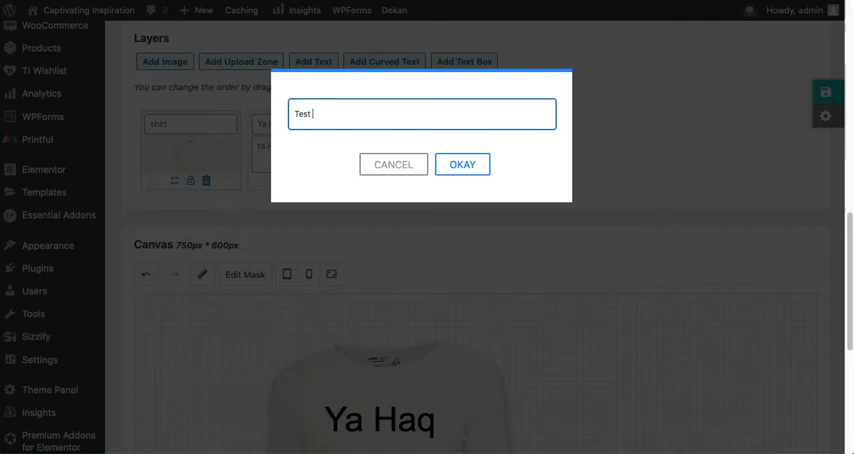 Captivating Inspiration
0
New
Caching
Insights
WPForms
Dokan
Howdy, admin
WooCommerce
Products
TI Wishlist
Analytics
WPForms
Printful
Elementor
Templates
Essential Addons
Appearance
Plugins
Users
Tools
Sizzify
Settings
Theme Panel
Insights
Premium Addons
for Elementor
Layers
Add Image
Add Upload Zone
Add Text
Add Curved Text
Add Text Box
You can change the order by drag
shirt
Test
CANCEL
OKAY
Canvas 750px * 600px
Edit Mask
Ya Haq